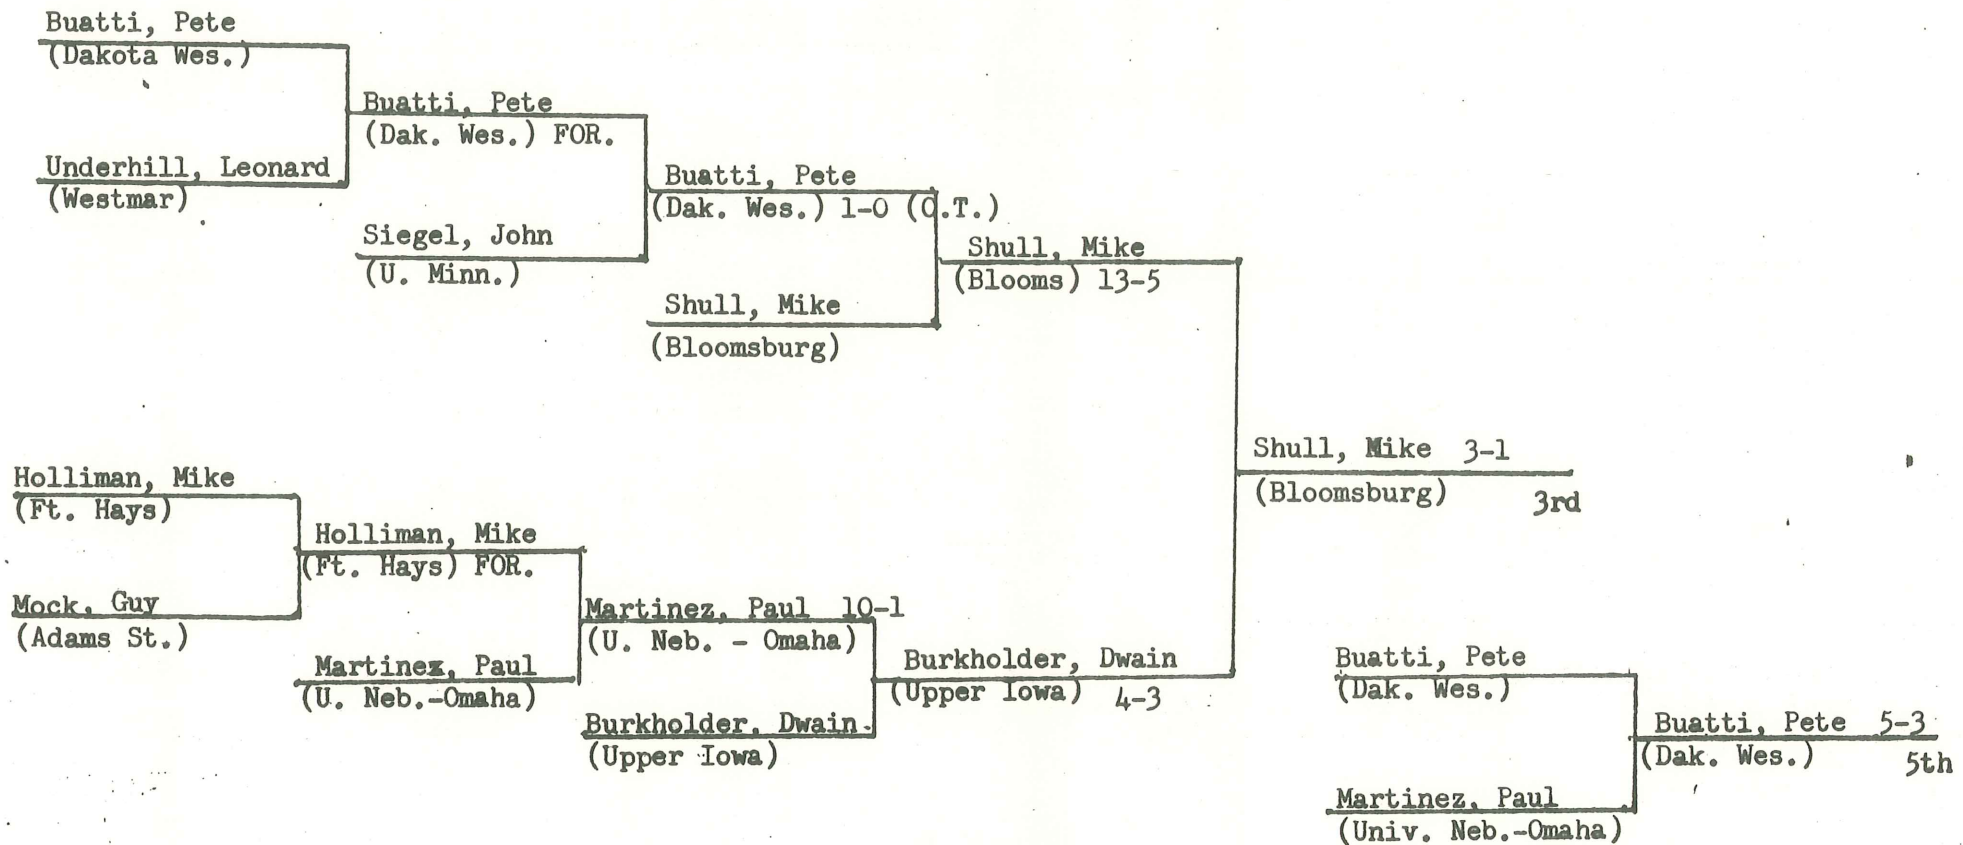 Buatti, Pete
(Dakota Wes.)
Underhill, Leonard
(Westmar)
Buatti, Pete
(Dak. Wes.) FOR.
Siegel, John
(U. Minn.)
Buatti, Pete
(Dak. Wes.) 1-0 (O.T.)
Shull, Mike
(Bloomsburg)
Shull, Mike
(Blooms) 13-5
Holliman, Mike
(Ft. Hays)
Mock, Guy
(Adams St.)
Holliman, Mike
(Ft. Hays) FOR.
Martinez, Paul
(U. Neb.-Omaha)
Martinez, Paul 10-1
(U. Neb. - Omaha)
Burkholder, Dwain
(Upper Iowa)
Burkholder, Dwain
(Upper Iowa) 4-3
Shull, Mike 3-1
(Bloomsburg) 3rd
Buatti, Pete
(Dak. Wes.)
Martinez, Paul
(Univ. Neb.-Omaha)
Buatti, Pete 5-3
(Dak. Wes.) 5th